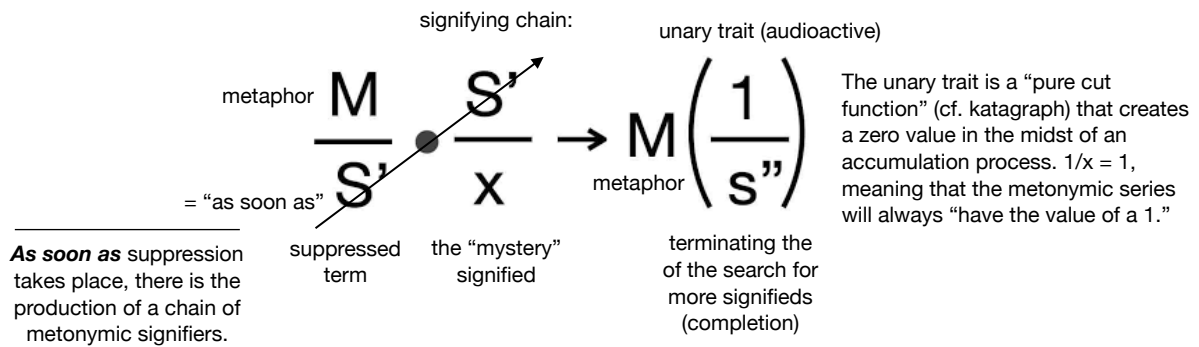 signifying chain:
unary trait (audioactive)
metaphor
M
S'
S'
x
→ M ( 1
s” )
metaphor
= “as soon as”
As soon as suppression
takes place, there is the
production of a chain of
metonymic signifiers.
suppressed
term
the “mystery”
signified
terminating the
of the search for
more signifieds
(completion)
The unary trait is a “pure cut
function” (cf. katagraph) that creates
a zero value in the midst of an
accumulation process. 1/x = 1,
meaning that the metonymic series
will always “have the value of a 1.”